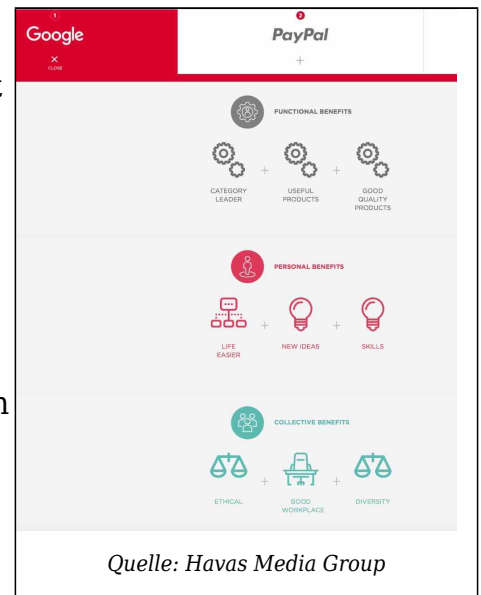 1
Google
CLOSE
2
PayPal
FUNCTIONAL BENEFITS
CATEGORY
LEADER
USEFUL
PRODUCTS
GOOD
QUALITY
PRODUCTS
PERSONAL BENEFITS
LIFE
EASIER
NEW IDEAS
SKILLS
COLLECTIVE BENEFITS
ETHICAL
GOOD
WORKPLACE
DIVERSITY
Quelle: Havas Media Group